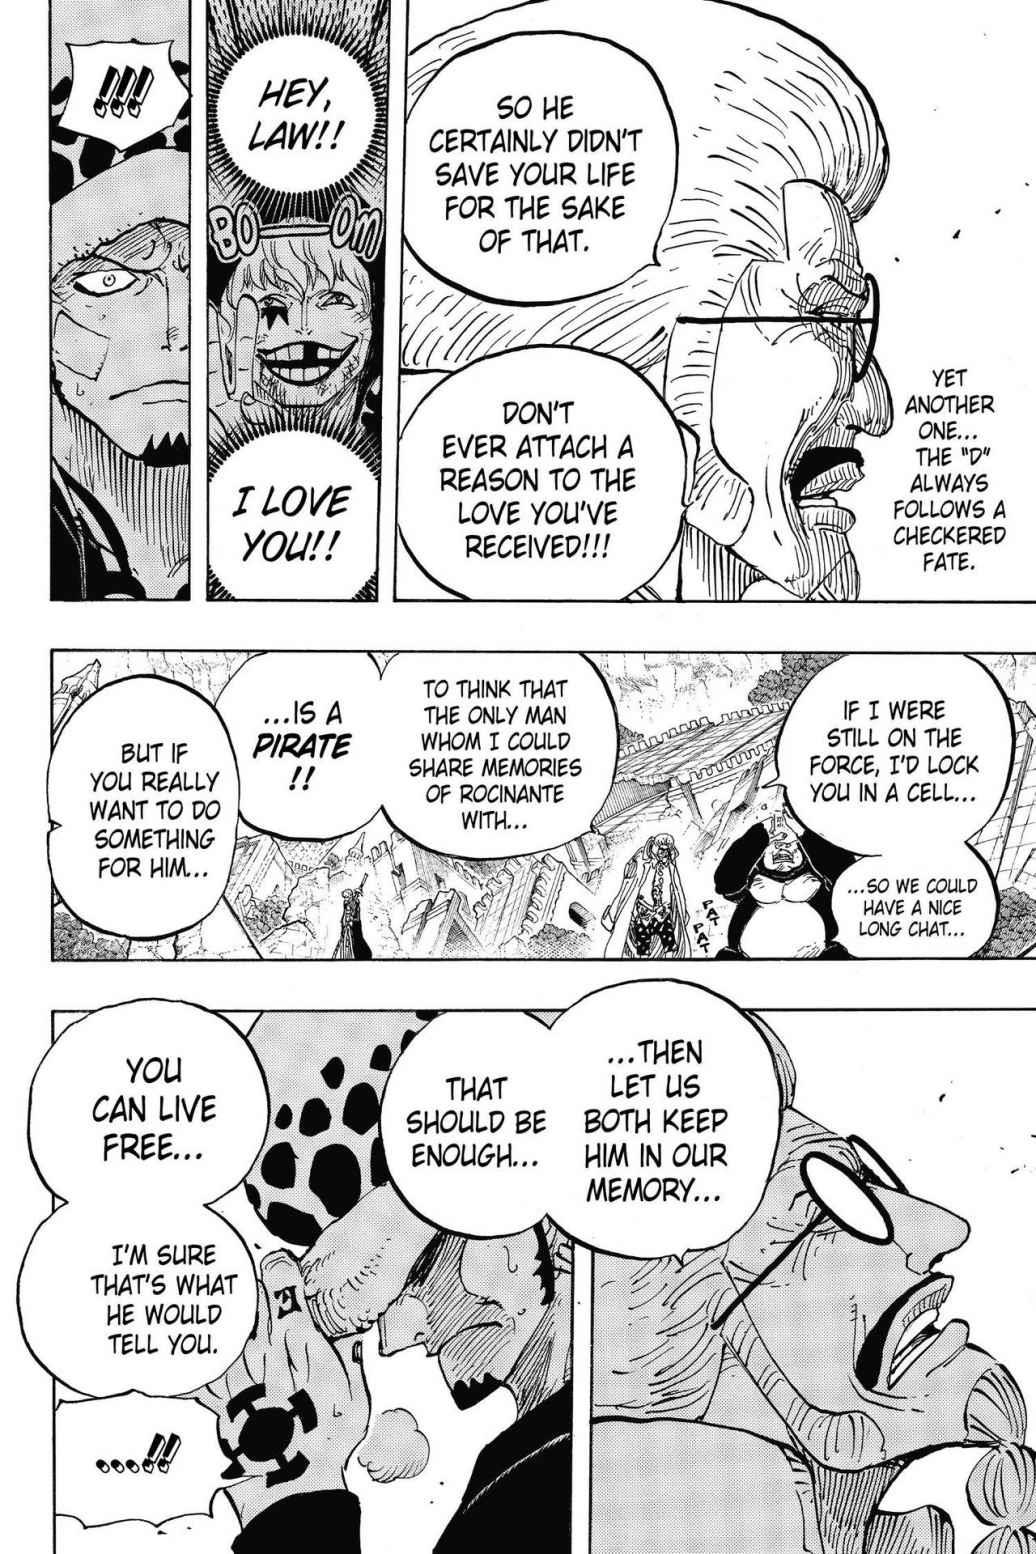 SO HE
CERTAINLY DIDN'T
SAVE YOUR LIFE
FOR THE SAKE
OF THAT.
DON'T
EVER ATTACH A
REASON TO THE
LOVE YOU'VE
RECEIVED!!!
YET
ANOTHER
ONE...
THE "D"
ALWAYS
FOLLOWS A
CHECKERED
FATE.
HEY,
LAW!!
BOOM
I LOVE
YOU!!
!!!
IF I WERE
STILL ON THE
FORCE, I'D LOCK
YOU IN A CELL...
...SO WE COULD
HAVE A NICE
LONG CHAT...
PAT
PAT
TO THINK THAT
THE ONLY MAN
WHOM I COULD
SHARE MEMORIES
OF ROCINANTE
WITH...
...IS A
PIRATE
!!
BUT IF
YOU REALLY
WANT TO DO
SOMETHING
FOR HIM...
...THEN
LET US
BOTH KEEP
HIM IN OUR
MEMORY...
THAT
SHOULD BE
ENOUGH...
YOU
CAN LIVE
FREE...
I'M SURE
THAT'S WHAT
HE WOULD
TELL YOU.
...!!